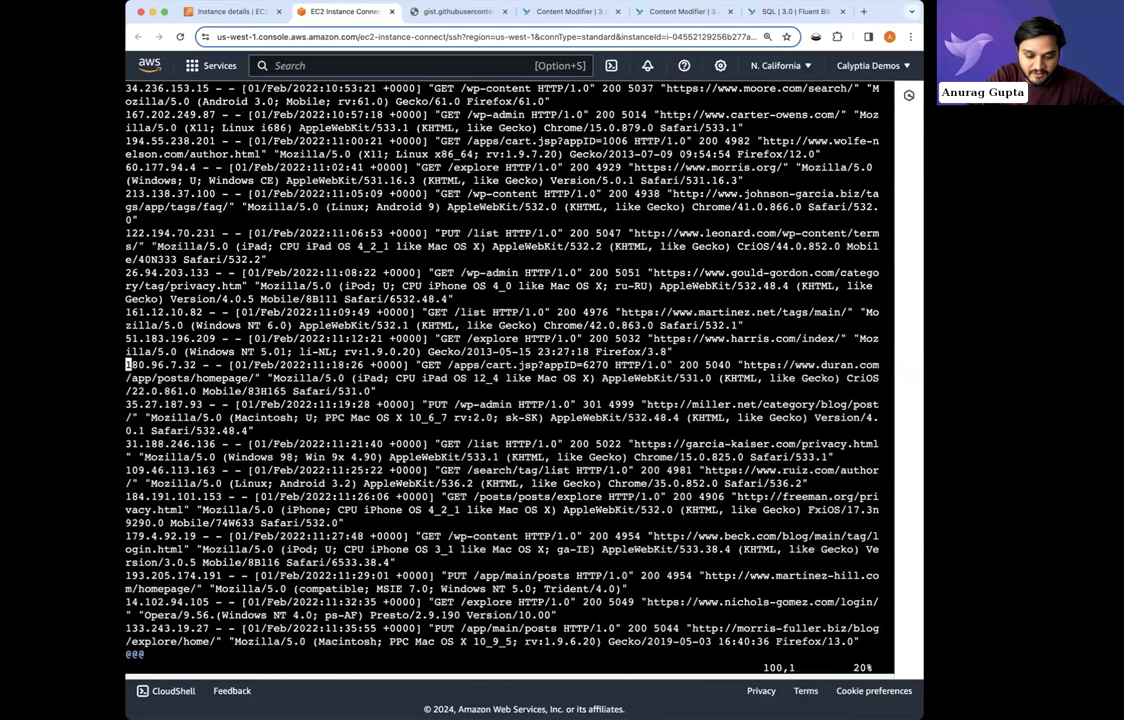 Instance details | EC2
EC2 Instance Connect
gist.githubuserconten
Content Modifier | 3.0
Content Modifier | 3.
SQL | 3.0 | Fluent Bit
us-west-1.console.aws.amazon.com/ec2-instance-connect/ssh?region=us-west-1&connType=standard&instanceId=i-04552129256b277a...
aws
Services
Search
[Option+S]
N. California
Calyptia Demos
Anurag Gupta
34.236.153.15 - - [01/Feb/2022:10:53:21 +0000] "GET /wp-content HTTP/1.0" 200 5037 "https://www.moore.com/search/" "M
ozilla/5.0 (Android 3.0; Mobile; rv:61.0) Gecko/61.0 Firefox/61.0"
167.202.249.87 - - [01/Feb/2022:10:57:18 +0000] "GET /wp-admin HTTP/1.0" 200 5014 "http://www.carter-owens.com/" "Moz
illa/5.0 (X11; Linux i686) AppleWebKit/533.1 (KHTML, like Gecko) Chrome/15.0.879.0 Safari/533.1"
194.55.238.201 - - [01/Feb/2022:11:00:21 +0000] "GET /apps/cart.jsp?appID=1006 HTTP/1.0" 200 4982 "http://www.wolfe-n
elson.com/author.html" "Mozilla/5.0 (X11; Linux x86_64; rv:1.9.7.20) Gecko/2013-07-09 09:54:54 Firefox/12.0"
60.177.94.4 - - [01/Feb/2022:11:02:41 +0000] "GET /explore HTTP/1.0" 200 4929 "https://www.morris.org/" "Mozilla/5.0
(Windows; U; Windows CE) AppleWebKit/531.16.3 (KHTML, like Gecko) Version/5.0.1 Safari/531.16.3"
213.138.37.100 - - [01/Feb/2022:11:05:09 +0000] "GET /wp-content HTTP/1.0" 200 4938 "http://www.johnson-garcia.biz/ta
gs/app/tags/faq/" "Mozilla/5.0 (Linux; Android 9) AppleWebKit/532.0 (KHTML, like Gecko) Chrome/41.0.866.0 Safari/532.
0"
122.194.70.231 - - [01/Feb/2022:11:06:53 +0000] "PUT /list HTTP/1.0" 200 5047 "http://www.leonard.com/wp-content/term
s/" "Mozilla/5.0 (iPad; CPU iPad OS 4_2_1 like Mac OS X) AppleWebKit/532.2 (KHTML, like Gecko) CriOS/44.0.852.0 Mobil
e/40N333 Safari/532.2"
26.94.203.133 - - [01/Feb/2022:11:08:22 +0000] "GET /wp-admin HTTP/1.0" 200 5051 "https://www.gould-gordon.com/catego
ry/tag/privacy.htm" "Mozilla/5.0 (iPod; U; CPU iPhone OS 4_0 like Mac OS X; ru-RU) AppleWebKit/532.48.4 (KHTML, like
Gecko) Version/4.0.5 Mobile/8B111 Safari/6532.48.4"
161.12.10.82 - - [01/Feb/2022:11:09:49 +0000] "GET /list HTTP/1.0" 200 4976 "https://www.martinez.net/tags/main/" "Mo
zilla/5.0 (Windows NT 6.0) AppleWebKit/532.1 (KHTML, like Gecko) Chrome/42.0.863.0 Safari/532.1"
51.183.196.209 - - [01/Feb/2022:11:12:21 +0000] "GET /explore HTTP/1.0" 200 5032 "https://www.harris.com/index/" "Moz
illa/5.0 (Windows NT 5.01; li-NL; rv:1.9.0.20) Gecko/2013-05-15 23:27:18 Firefox/3.8"
180.96.7.32 - - [01/Feb/2022:11:18:26 +0000] "GET /apps/cart.jsp?appID=6270 HTTP/1.0" 200 5040 "https://www.duran.com
/app/posts/homepage/" "Mozilla/5.0 (iPad; CPU iPad OS 12_4 like Mac OS X) AppleWebKit/531.0 (KHTML, like Gecko) CriOS
/22.0.861.0 Mobile/83H165 Safari/531.0"
35.27.187.93 - - [01/Feb/2022:11:19:28 +0000] "PUT /wp-admin HTTP/1.0" 301 4999 "http://miller.net/category/blog/post
/" "Mozilla/5.0 (Macintosh; U; PPC Mac OS X 10_6_7 rv:2.0; sk-SK) AppleWebKit/532.48.4 (KHTML, like Gecko) Version/4.
0.1 Safari/532.48.4"
31.188.246.136 - - [01/Feb/2022:11:21:40 +0000] "GET /list HTTP/1.0" 200 5022 "https://garcia-kaiser.com/privacy.html
" "Mozilla/5.0 (Windows 98; Win 9x 4.90) AppleWebKit/533.1 (KHTML, like Gecko) Chrome/15.0.825.0 Safari/533.1"
109.46.113.163 - - [01/Feb/2022:11:25:22 +0000] "GET /search/tag/list HTTP/1.0" 200 4981 "https://www.ruiz.com/author
/" "Mozilla/5.0 (Linux; Android 3.2) AppleWebKit/536.2 (KHTML, like Gecko) Chrome/35.0.852.0 Safari/536.2"
184.191.101.153 - - [01/Feb/2022:11:26:06 +0000] "GET /posts/posts/explore HTTP/1.0" 200 4906 "http://freeman.org/pri
vacy.html" "Mozilla/5.0 (iPhone; CPU iPhone OS 4_2_1 like Mac OS X) AppleWebKit/532.0 (KHTML, like Gecko) FxiOS/17.3n
9290.0 Mobile/74W633 Safari/532.0"
179.4.92.19 - - [01/Feb/2022:11:27:48 +0000] "GET /explore HTTP/1.0" 200 4954 "http://www.beck.com/blog/main/tag/l
ogin.html" "Mozilla/5.0 (iPod; U; CPU iPhone OS 3_1 like Mac OS X; ga-IE) AppleWebKit/533.38.4 (KHTML, like Gecko) Ve
rsion/3.0.5 Mobile/8B116 Safari/6533.38.4"
193.205.174.191 - - [01/Feb/2022:11:29:01 +0000] "PUT /app/main/posts HTTP/1.0" 200 4954 "http://www.martinez-hill.co
m/homepage/" "Mozilla/5.0 (compatible; MSIE 7.0; Windows NT 5.0; Trident/4.0)"
14.102.94.105 - - [01/Feb/2022:11:32:35 +0000] "GET /explore HTTP/1.0" 200 5049 "https://www.nichols-gomez.com/login/
" "Opera/9.56.(Windows NT 4.0; ps-AF) Presto/2.9.190 Version/10.00"
133.243.19.27 - - [01/Feb/2022:11:35:55 +0000] "PUT /app/main/posts HTTP/1.0" 200 5044 "http://morris-fuller.biz/blog
/explore/home/" "Mozilla/5.0 (Macintosh; PPC Mac OS X 10_9_5; rv:1.9.6.20) Gecko/2019-05-03 16:40:36 Firefox/13.0"
@@@
100,1 20%
CloudShell
Feedback
Privacy
Terms
Cookie preferences
© 2024, Amazon Web Services, Inc. or its affiliates.